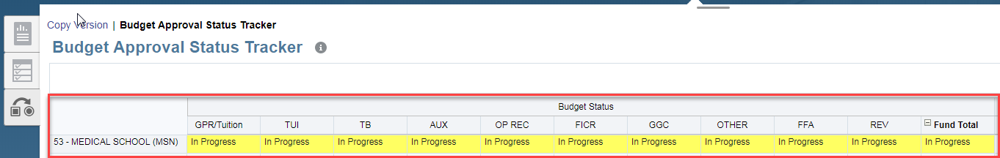 Copy Version | Budget Approval Status Tracker
Budget Approval Status Tracker
Budget Status
GPR/Tuition TUI TB AUX OP REC FICR GGC OTHER FFA REV Fund Total
53 - MEDICAL SCHOOL (MSN) In Progress In Progress In Progress In Progress In Progress In Progress In Progress In Progress In Progress In Progress In Progress